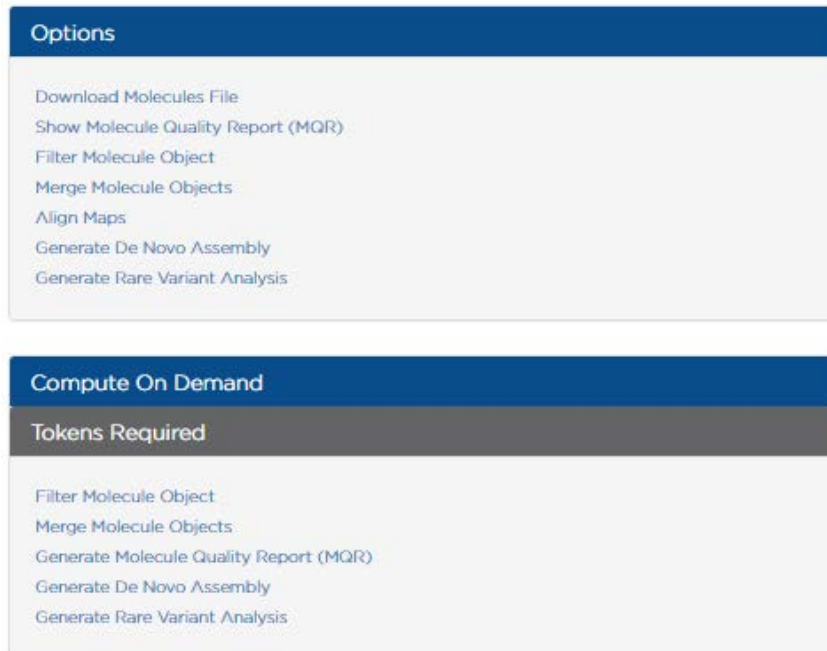 Options
Download Molecules File
Show Molecule Quality Report (MQR)
Filter Molecule Object
Merge Molecule Objects
Align Maps
Generate De Novo Assembly
Generate Rare Variant Analysis
Compute On Demand
Tokens Required
Filter Molecule Object
Merge Molecule Objects
Generate Molecule Quality Report (MQR)
Generate De Novo Assembly
Generate Rare Variant Analysis